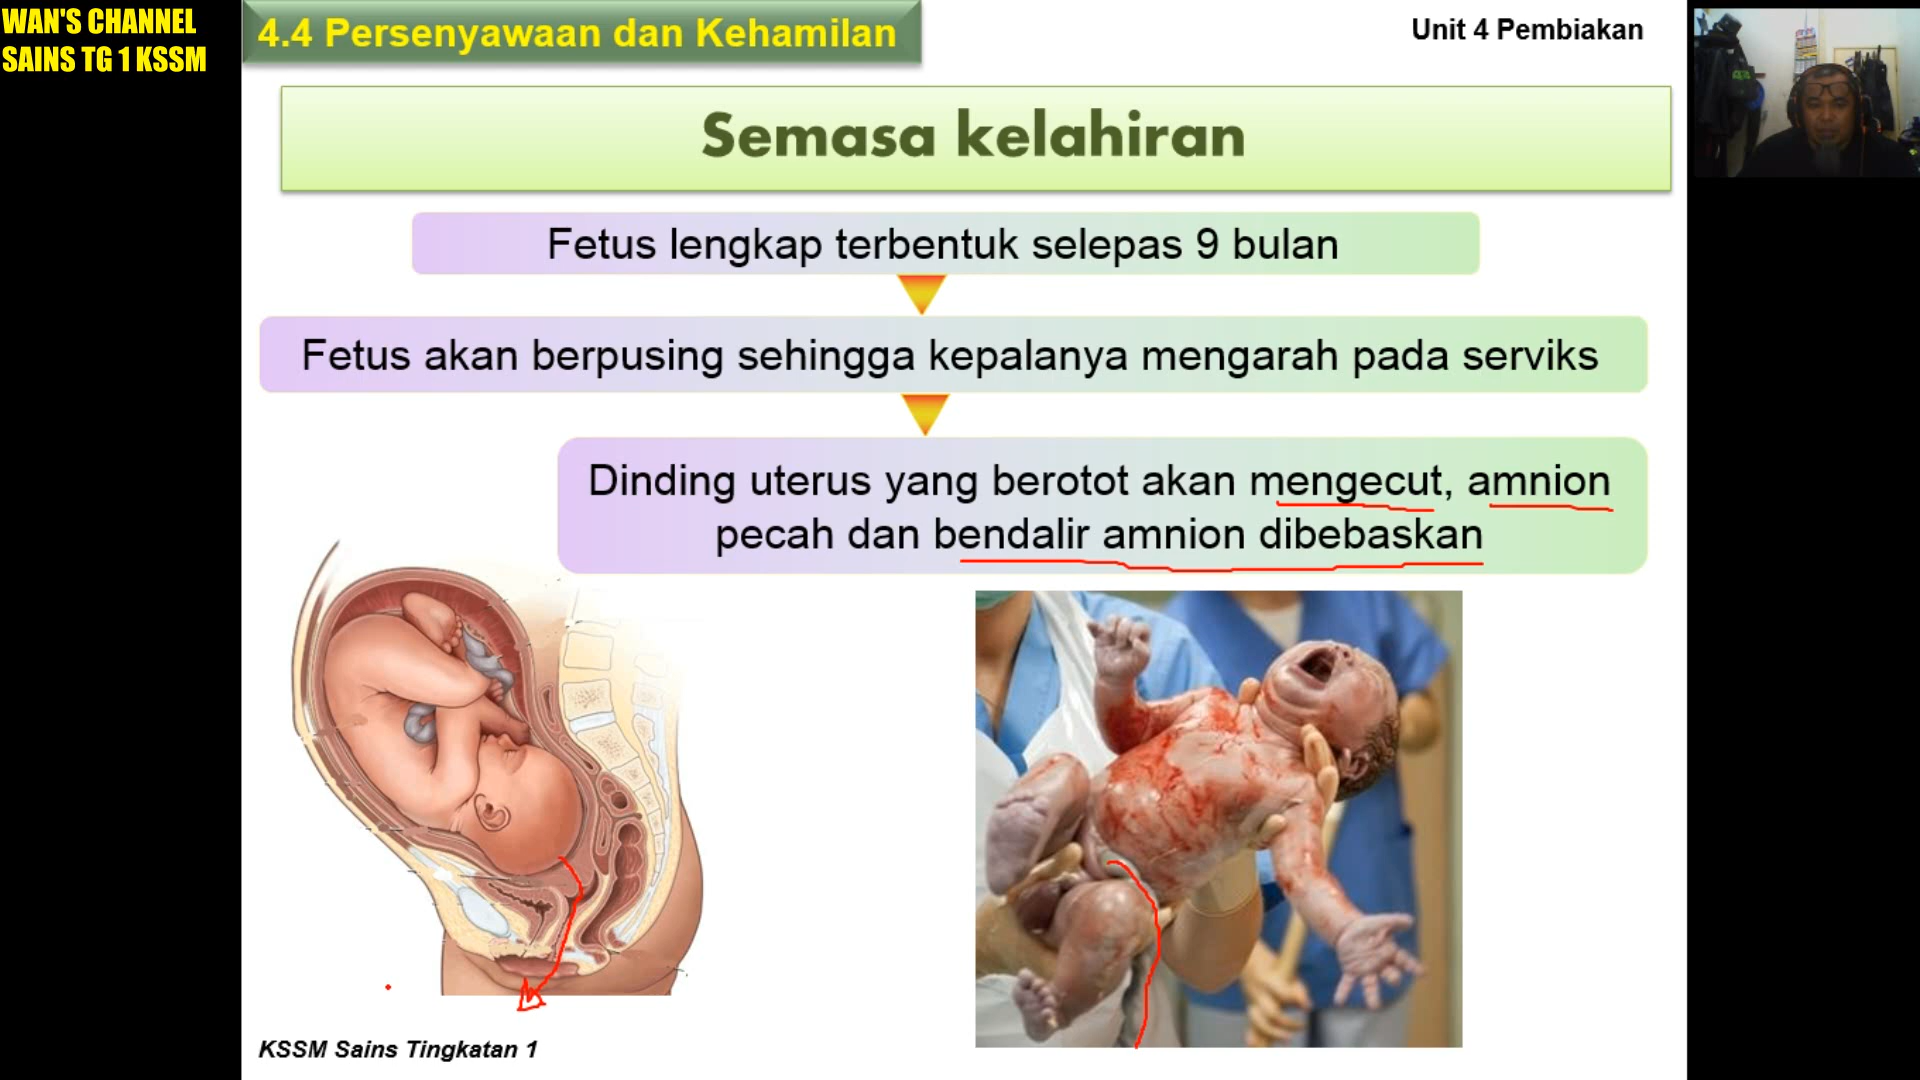 WAN'S CHANNEL
SAINS TG 1 KSSM
4.4 Persenyawaan dan Kehamilan
Unit 4 Pembiakan
Semasa kelahiran
Fetus lengkap terbentuk selepas 9 bulan
Fetus akan berpusing sehingga kepalanya mengarah pada serviks
Dinding uterus yang berotot akan mengecut, amnion
pecah dan bendalir amnion dibebaskan
KSSM Sains Tingkatan 1